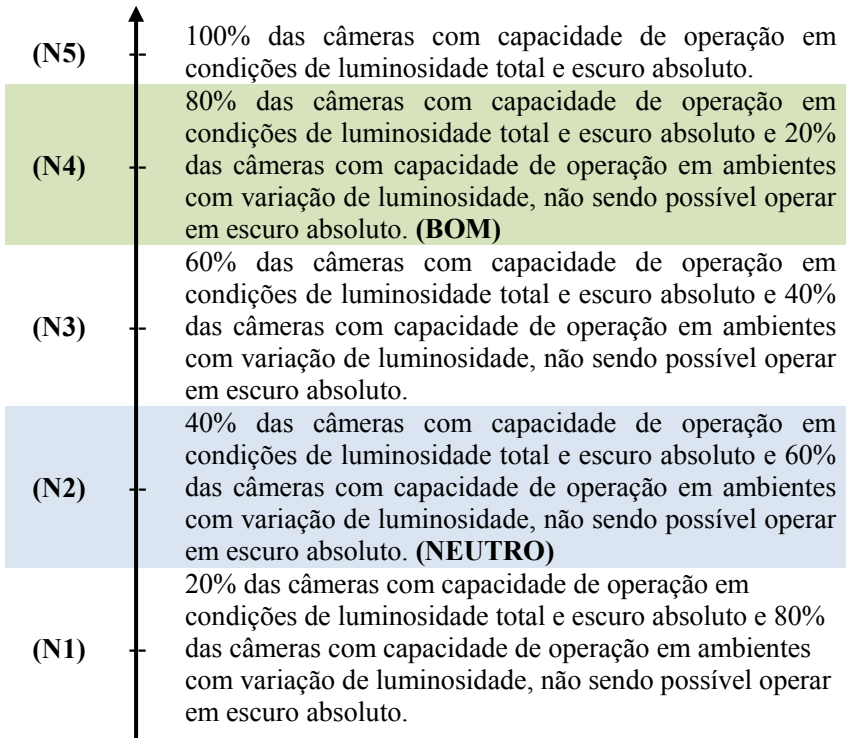 (N5)
100% das câmeras com capacidade de operação em
condições de luminosidade total e escuro absoluto.
(N4)
80% das câmeras com capacidade de operação em
condições de luminosidade total e escuro absoluto e 20%
das câmeras com capacidade de operação em ambientes
com variação de luminosidade, não sendo possível operar
em escuro absoluto. (BOM)
(N3)
60% das câmeras com capacidade de operação em
condições de luminosidade total e escuro absoluto e 40%
das câmeras com capacidade de operação em ambientes
com variação de luminosidade, não sendo possível operar
em escuro absoluto.
(N2)
40% das câmeras com capacidade de operação em
condições de luminosidade total e escuro absoluto e 60%
das câmeras com capacidade de operação em ambientes
com variação de luminosidade, não sendo possível operar
em escuro absoluto. (NEUTRO)
(N1)
20% das câmeras com capacidade de operação em
condições de luminosidade total e escuro absoluto e 80%
das câmeras com capacidade de operação em ambientes
com variação de luminosidade, não sendo possível operar
em escuro absoluto.